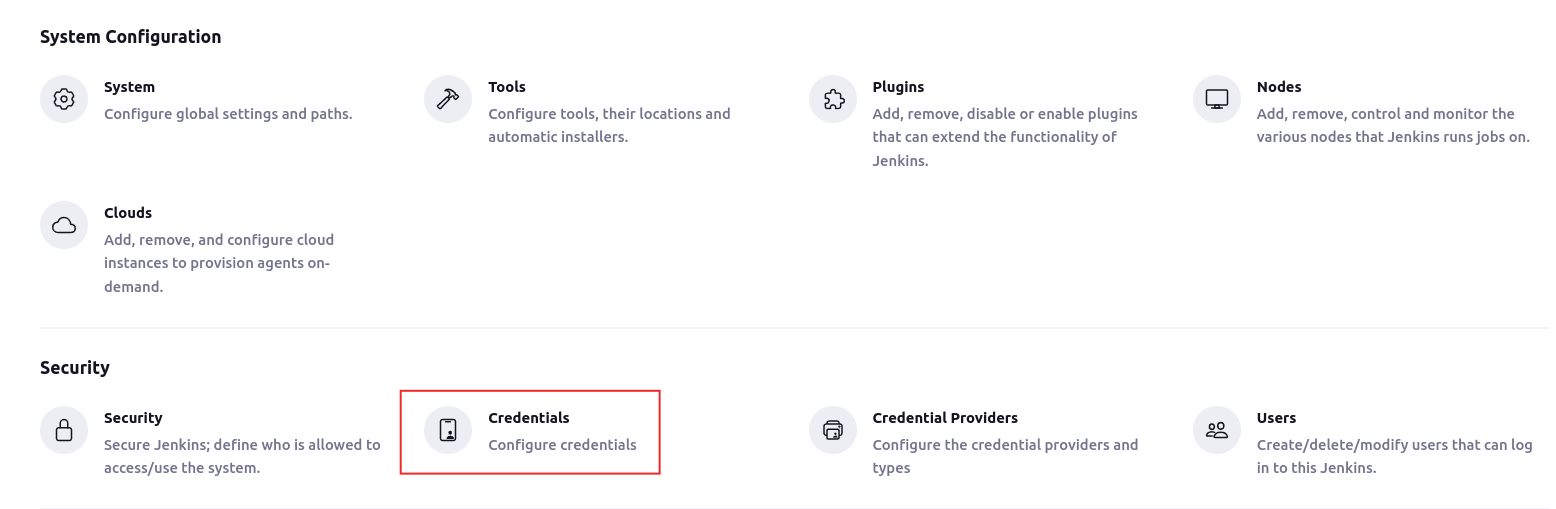 System Configuration
System
Configure global settings and paths.
Tools
Configure tools, their locations and
automatic installers.
Plugins
Add, remove, disable or enable plugins
that can extend the functionality of
Jenkins.
Nodes
Add, remove, control and monitor the
various nodes that Jenkins runs jobs on.
Clouds
Add, remove, and configure cloud
instances to provision agents on-
demand.
Security
Security
Secure Jenkins; define who is allowed to
access/use the system.
Credentials
Configure credentials
Credential Providers
Configure the credential providers and
types
Users
Create/delete/modify users that can log
in to this Jenkins.